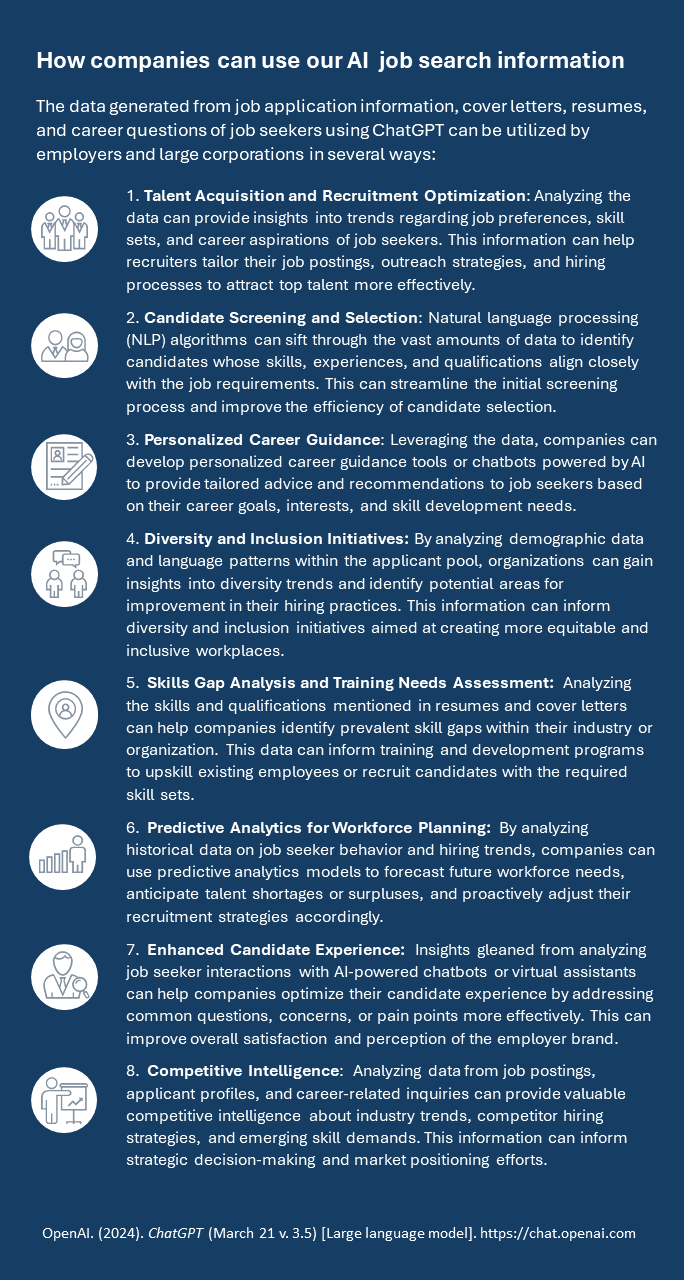 How companies can use our AI job search information
The data generated from job application information, cover letters, resumes,
and career questions of job seekers using ChatGPT can be utilized by
employers and large corporations in several ways:
1. Talent Acquisition and Recruitment Optimization: Analyzing the
data can provide insights into trends regarding job preferences, skill
sets, and career aspirations of job seekers. This information can help
recruiters tailor their job postings, outreach strategies, and hiring
processes to attract top talent more effectively.
2. Candidate Screening and Selection: Natural language processing
(NLP) algorithms can sift through the vast amounts of data to identify
candidates whose skills, experiences, and qualifications align closely
with the job requirements. This can streamline the initial screening
process and improve the efficiency of candidate selection.
3. Personalized Career Guidance: Leveraging the data, companies can
develop personalized career guidance tools or chatbots powered by AI
to provide tailored advice and recommendations to job seekers based
on their career goals, interests, and skill development needs.
4. Diversity and Inclusion Initiatives: By analyzing demographic data
and language patterns within the applicant pool, organizations can gain
insights into diversity trends and identify potential areas for
improvement in their hiring practices. This information can inform
diversity and inclusion initiatives aimed at creating more equitable and
inclusive workplaces.
5. Skills Gap Analysis and Training Needs Assessment: Analyzing
the skills and qualifications mentioned in resumes and cover letters
can help companies identify prevalent skill gaps within their industry or
organization. This data can inform training and development programs
to upskill existing employees or recruit candidates with the required
skill sets.
6. Predictive Analytics for Workforce Planning: By analyzing
historical data on job seeker behavior and hiring trends, companies can
use predictive analytics models to forecast future workforce needs,
anticipate talent shortages or surpluses, and proactively adjust their
recruitment strategies accordingly.
7. Enhanced Candidate Experience: Insights gleaned from analyzing
job seeker interactions with AI-powered chatbots or virtual assistants
can help companies optimize their candidate experience by addressing
common questions, concerns, or pain points more effectively. This can
improve overall satisfaction and perception of the employer brand.
8. Competitive Intelligence: Analyzing data from job postings,
applicant profiles, and career-related inquiries can provide valuable
competitive intelligence about industry trends, competitor hiring
strategies, and emerging skill demands. This information can inform
strategic decision-making and market positioning efforts.
OpenAI. (2024). ChatGPT (March 21 v. 3.5) [Large language model]. https://chat.openai.com